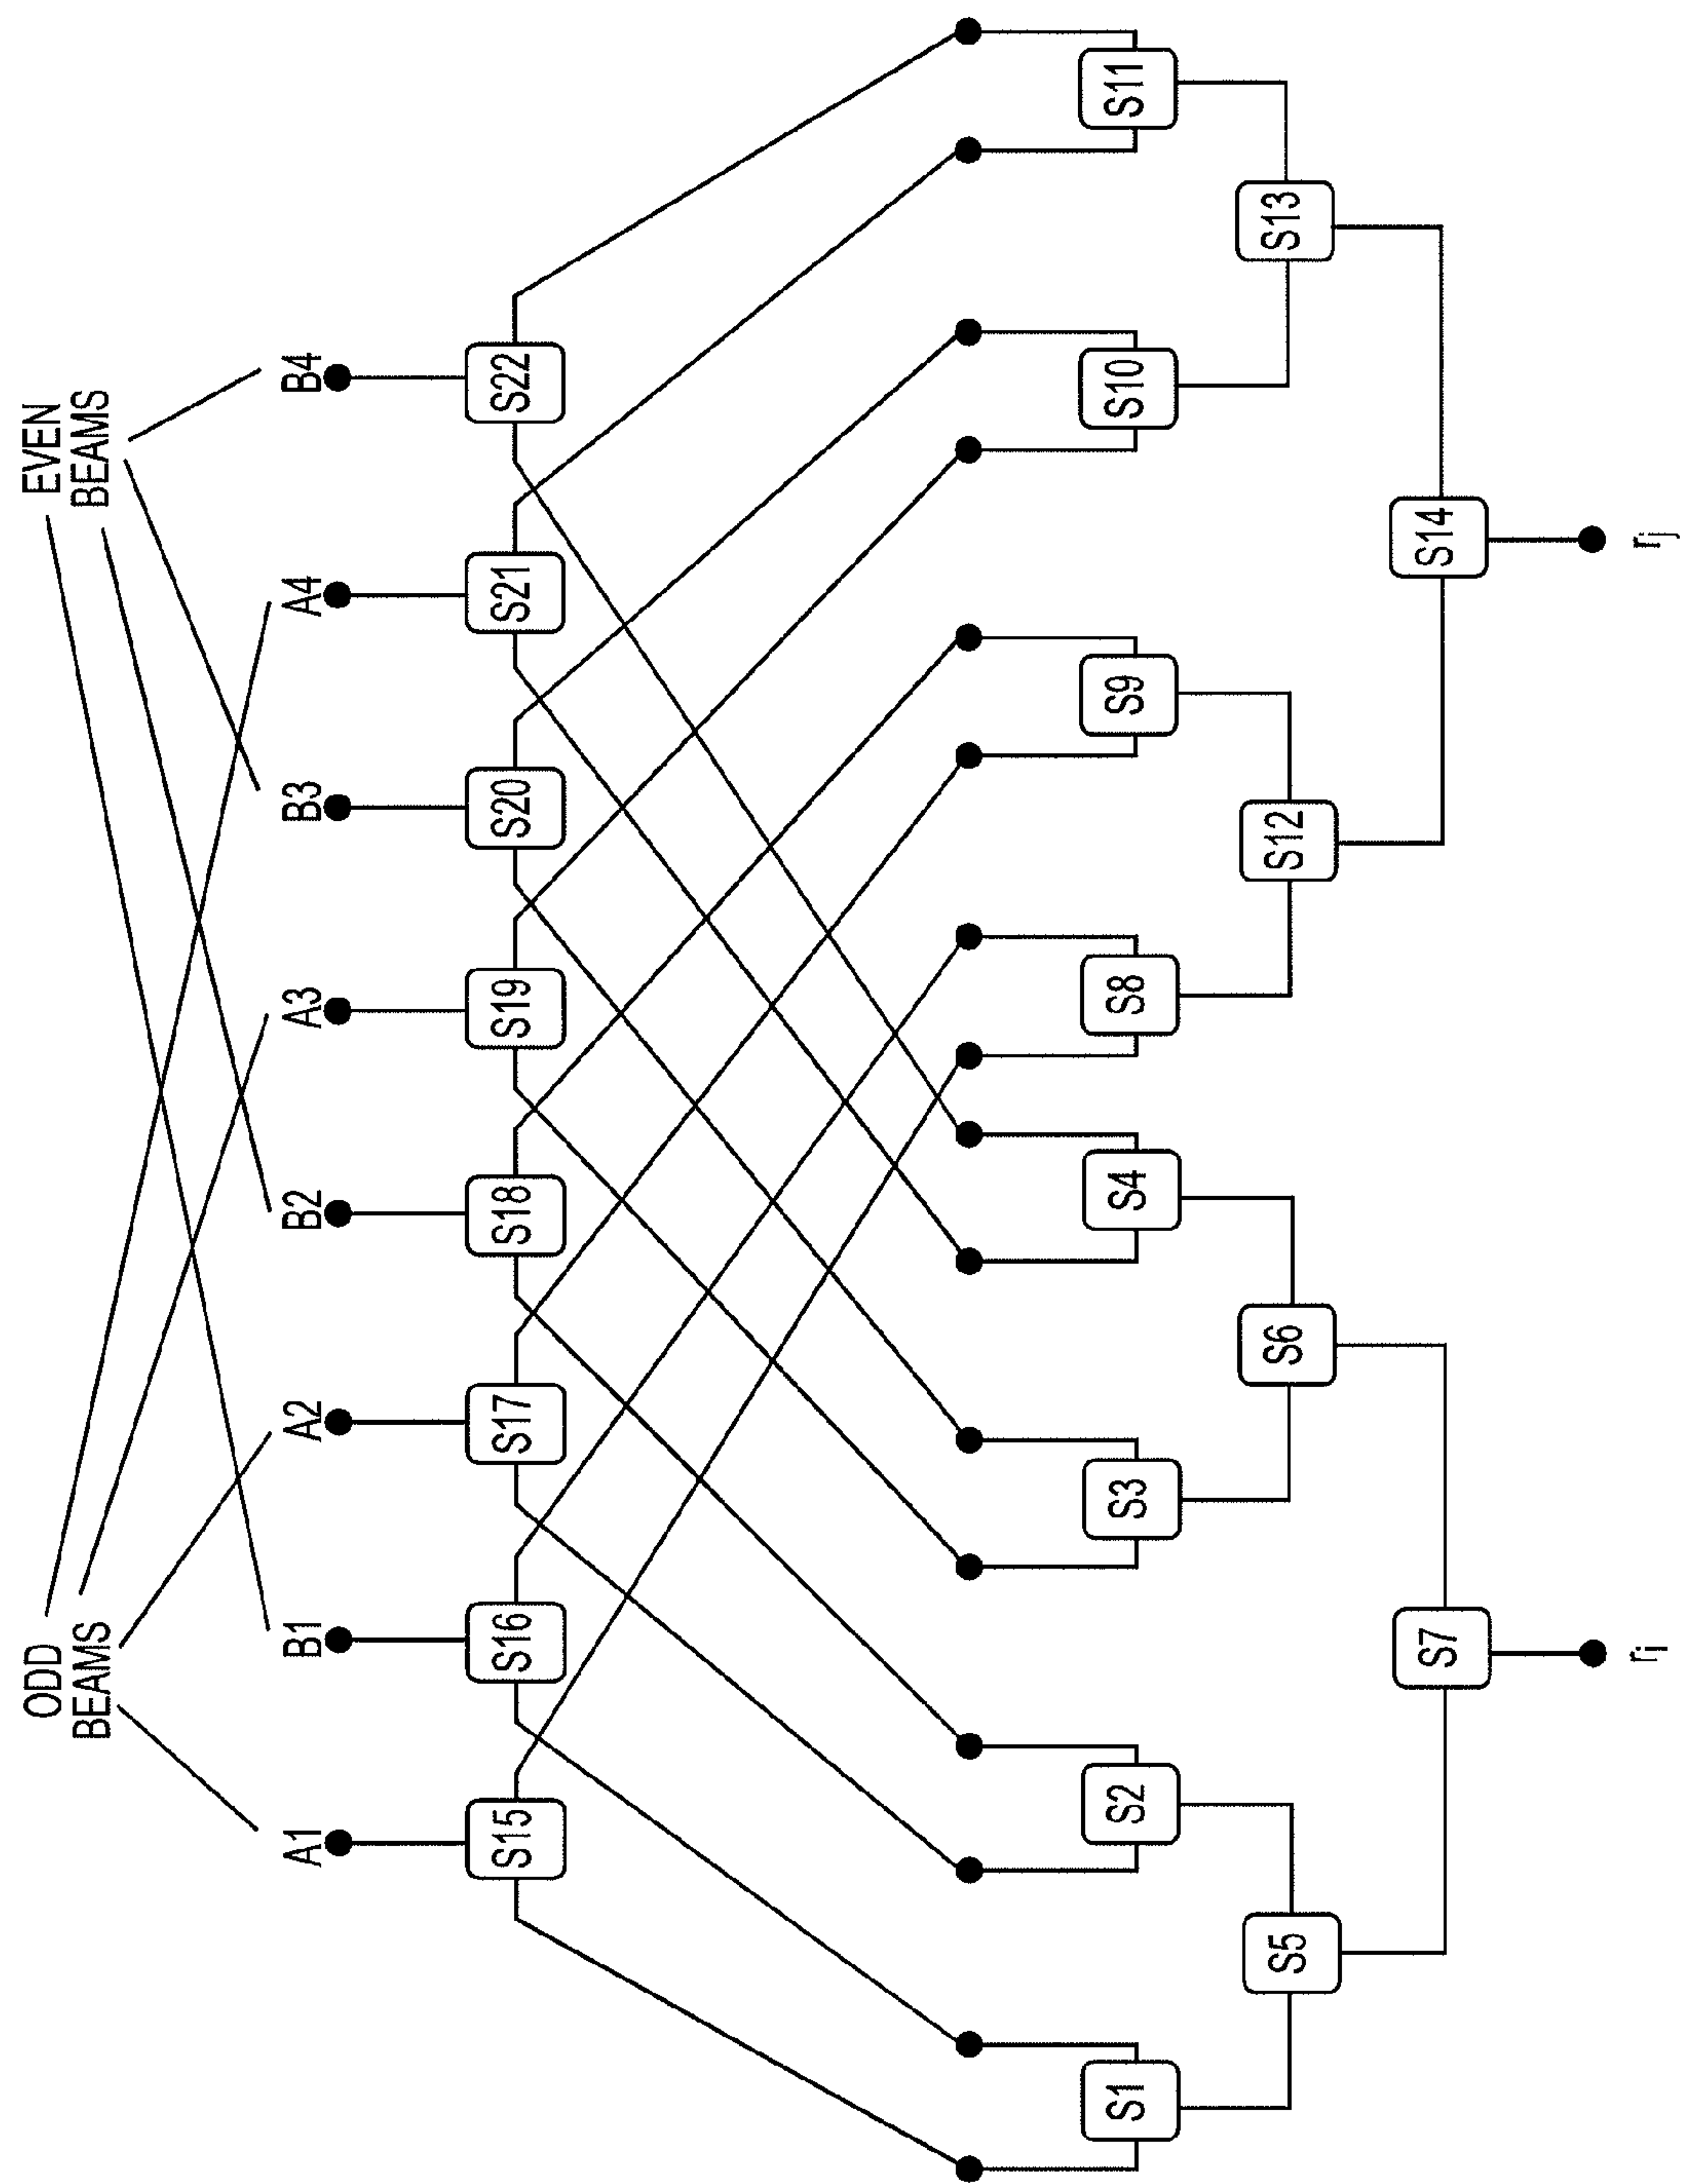 ODD
BEAMS
EVEN
BEAMS
A1
B1
A2
B2
A3
B3
A4
B4
S15
S16
S17
S18
S19
S20
S21
S22
S1
S2
S3
S4
S8
S9
S10
S11
S5
S6
S12
S13
S7
S14
ri
rj